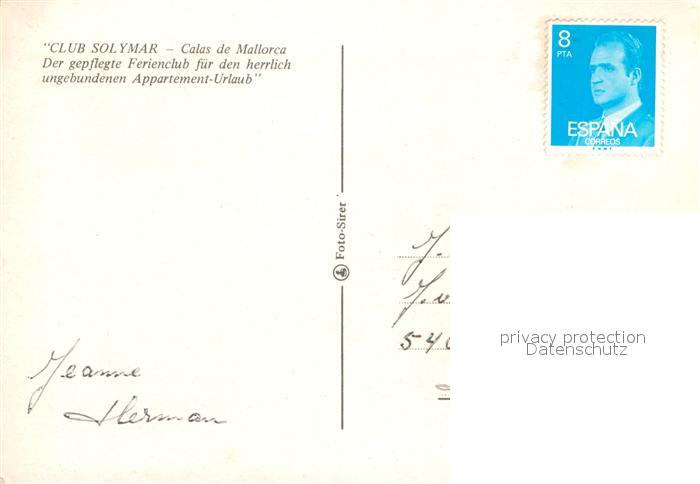 "CLUB SOLYMAR – Calas de Mallorca
Der gepflegte Ferienclub für den herrlich
ungebundenen Appartement-Urlaub"
8
PTA
ESPAÑA
CORREOS
Foto-Sirer
J.
J. v
540
privacy protection
Datenschutz
Jeanne
Herman